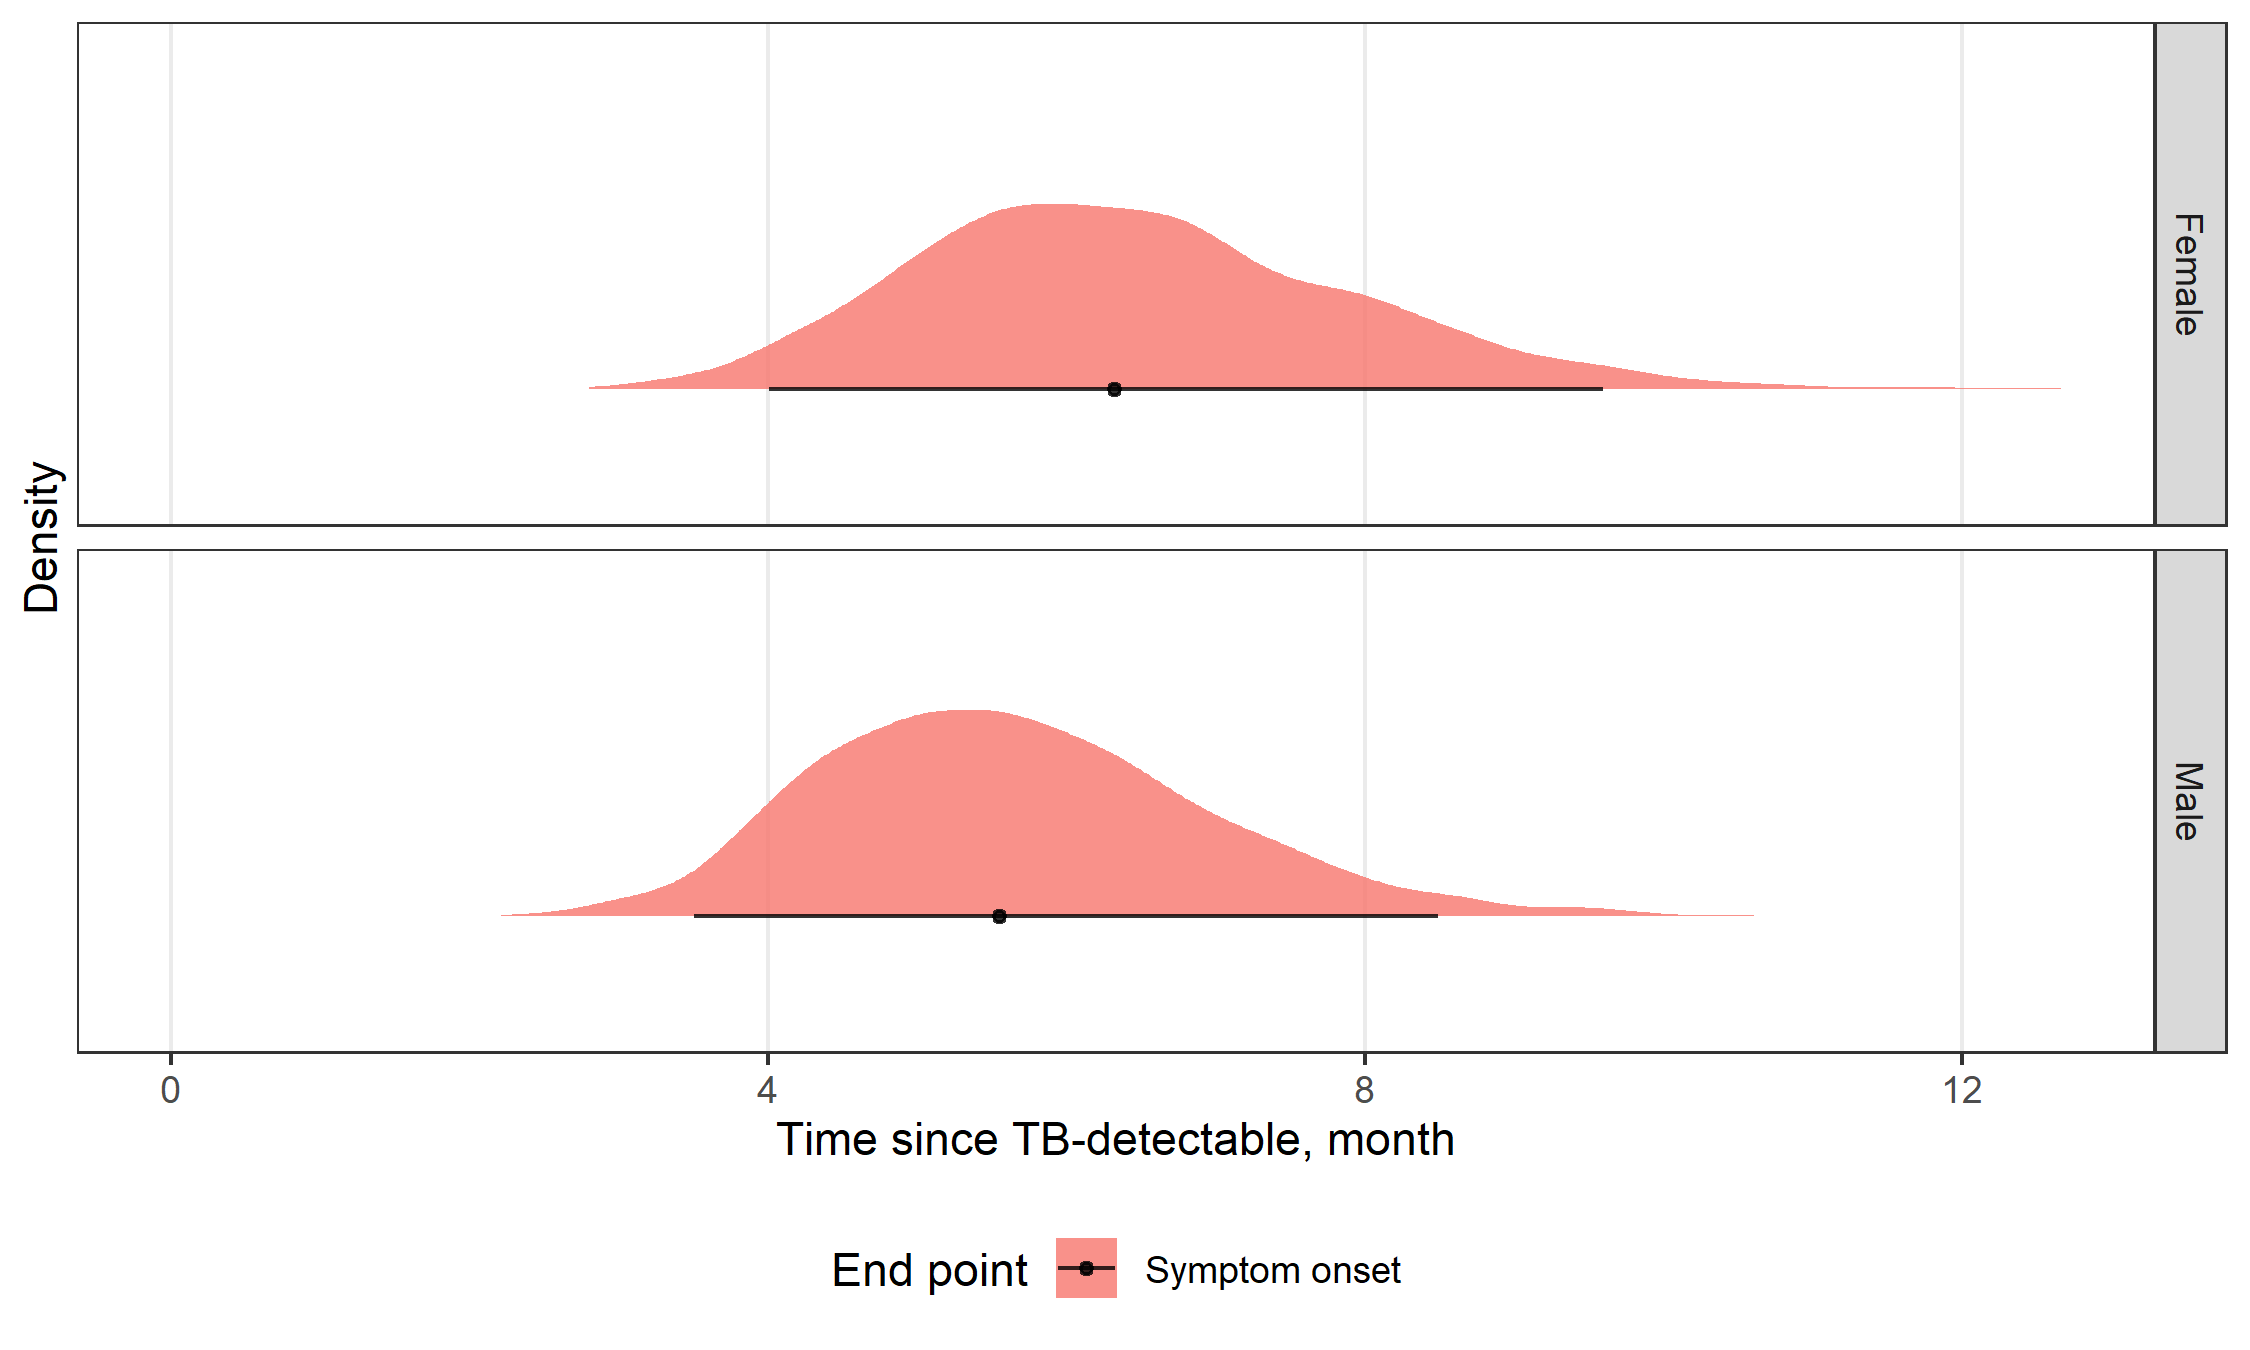 Female
Density
Male
0 4 8 12
Time since TB-detectable, month
End point Symptom onset